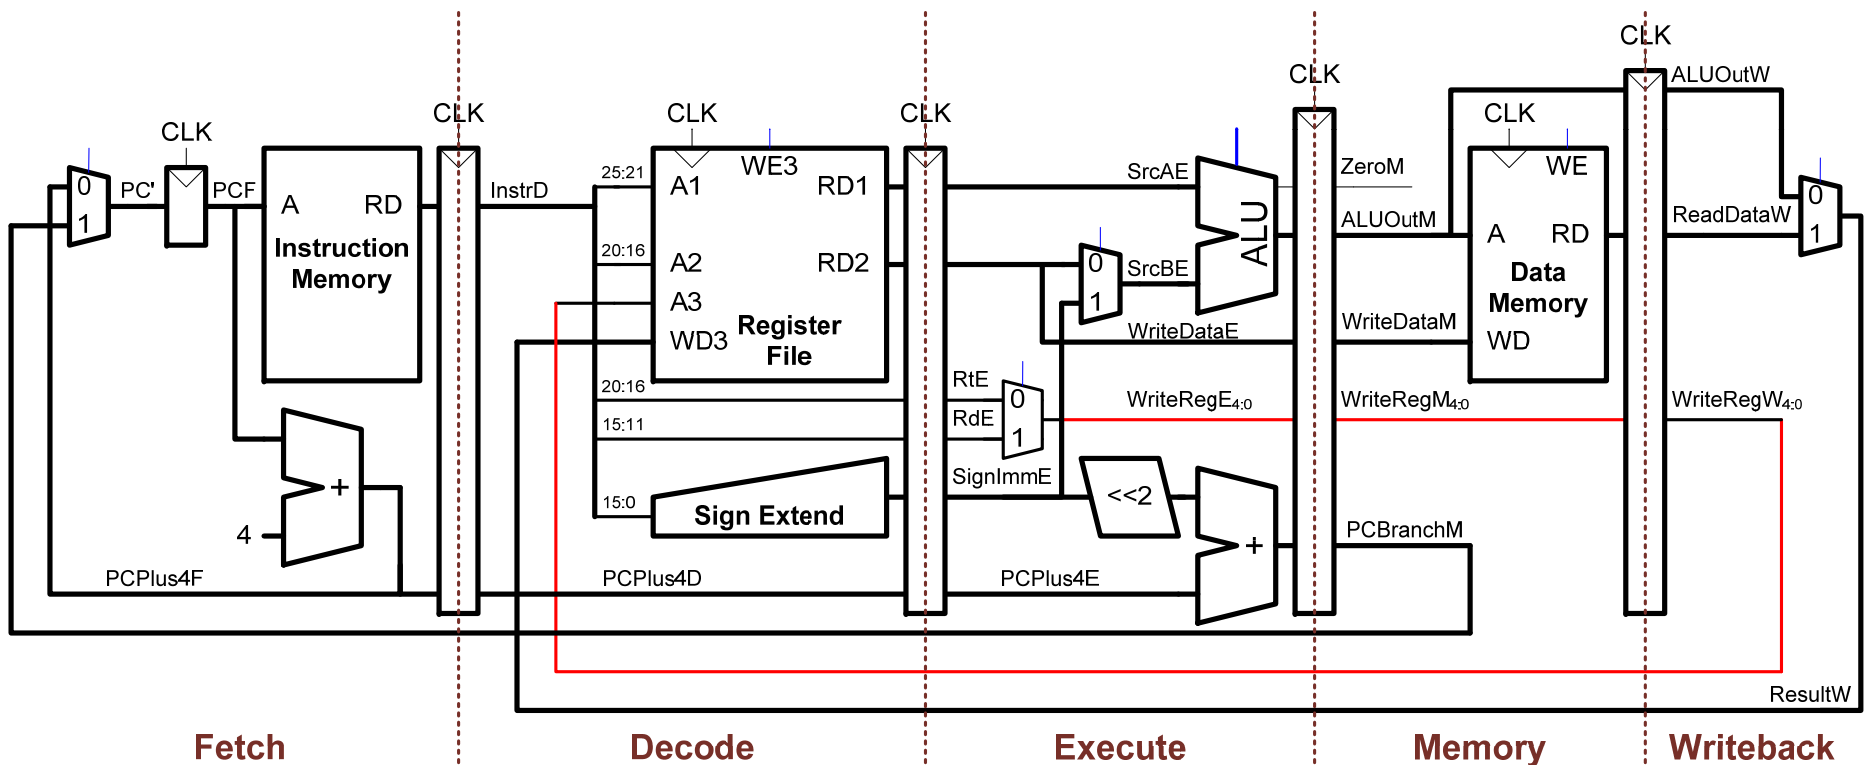 CLK
CLK
CLK
CLK
CLK
CLK
CLK
ALUOutW
0
1
PC'
PCF
A
RD
Instruction
Memory
InstrD
25:21
20:16
A1
A2
A3
WD3
WE3
RD1
RD2
Register
File
20:16
15:11
15:0
Sign Extend
SrcAE
0
1
SrcBE
ALU
WriteDataE
RtE
RdE
0
1
WriteRegE4:0
SignImmE
<<2
+
ZeroM
ALUOutM
WriteDataM
WriteRegM4:0
PCBranchM
A
RD
WE
Data
Memory
WD
ReadDataW
0
1
WriteRegW4:0
4
+
PCPlus4F
PCPlus4D
PCPlus4E
ResultW
Fetch
Decode
Execute
Memory
Writeback